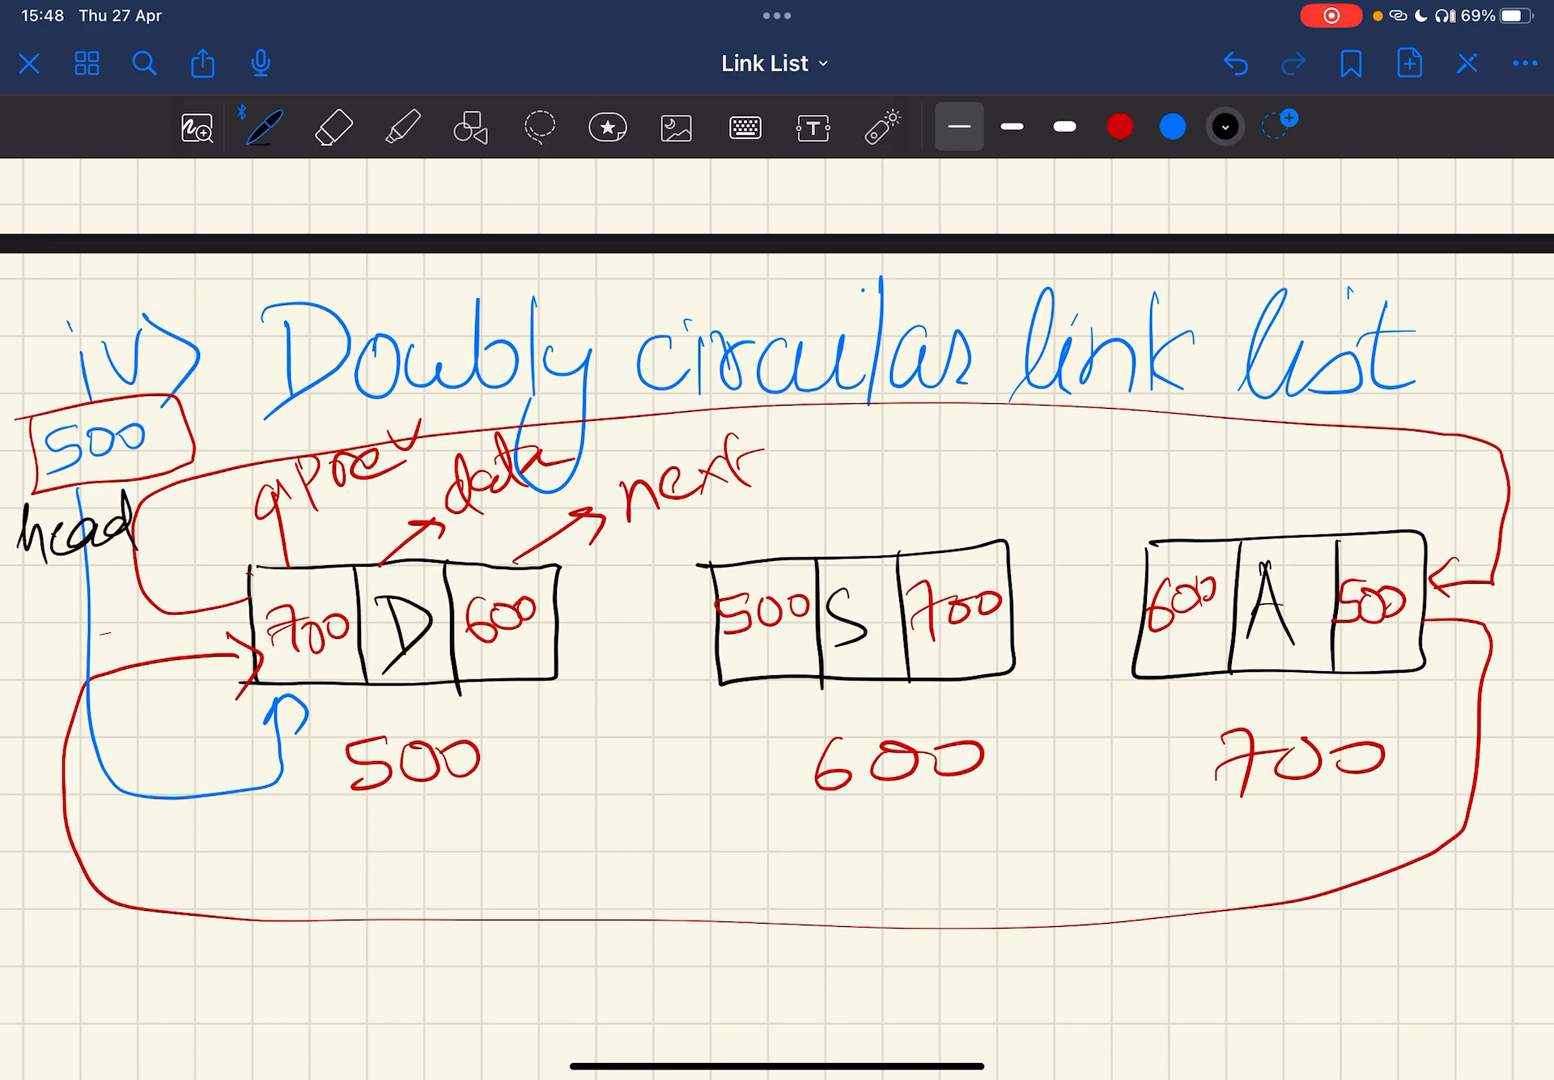 15:48 Thu 27 Apr
69%
Link List
T
iv) Doubly circular link list
500
prev data next
head
700 D 600
500 S 700
600 A 500
500 600 700